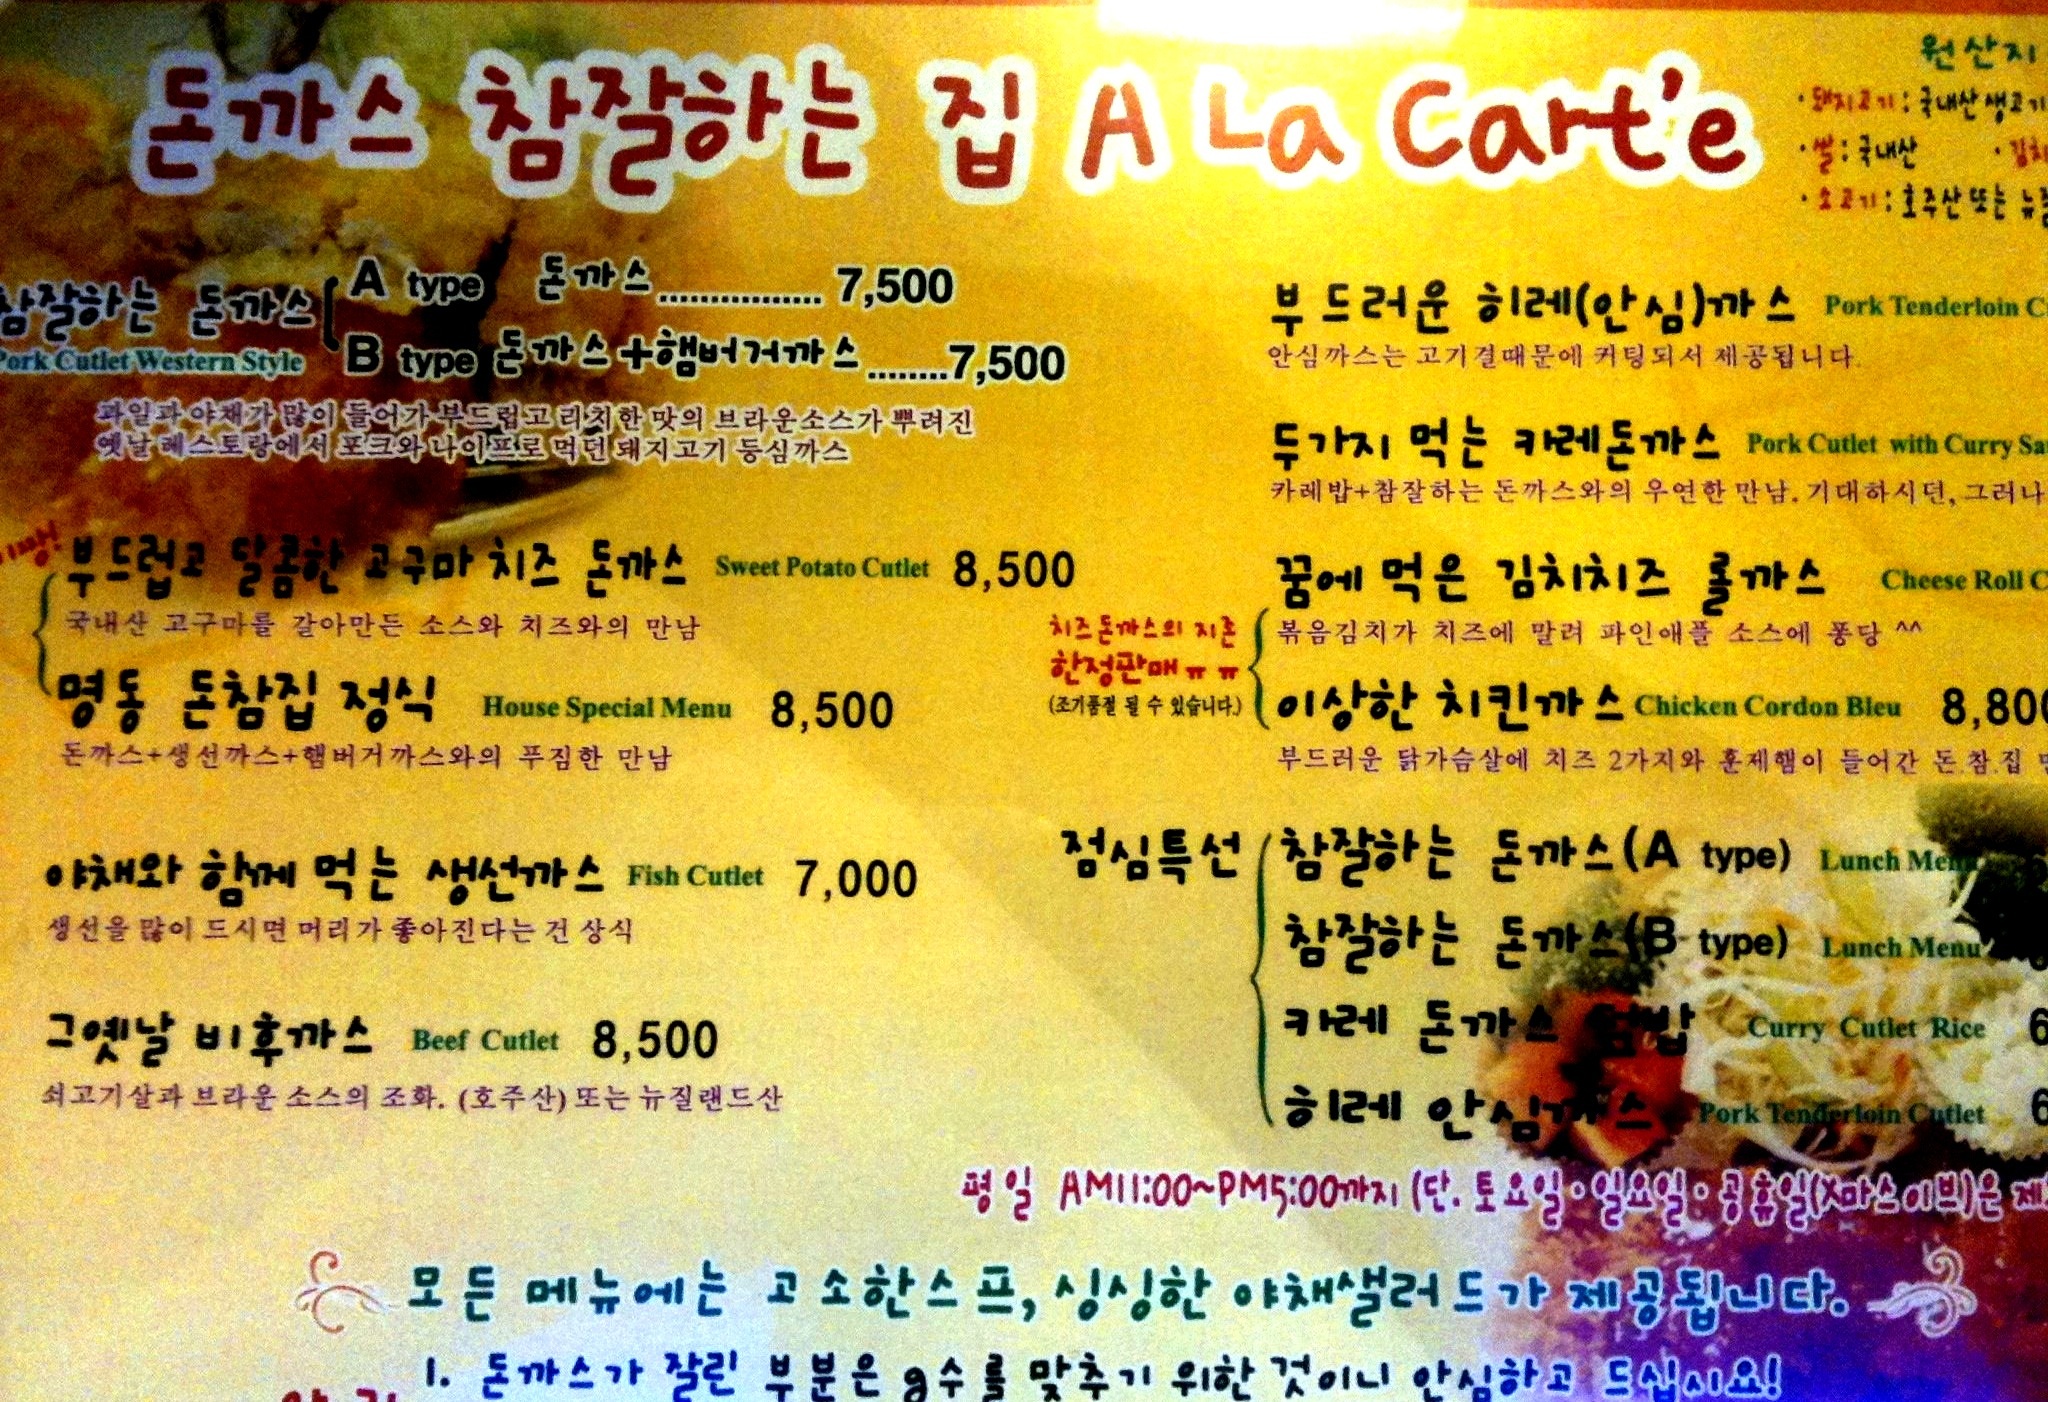 돈까스 참잘하는 집 A La Cart'e
원산지
·돼지고기 : 국내산생고기
·쌀 : 국내산 ·김치
·소고기 : 호주산또는 뉴질
참잘하는 돈까스 A type 돈까스................ 7,500
Pork Cutlet Western Style B type 돈까스+햄버거까스........7,500
과일과 야채가 많이 들어가 부드럽고 리치한 맛의 브라운소스가 뿌려진
옛날 레스토랑에서 포크와 나이프로 먹던 돼지고기 등심까스
부드럽고 달콤한 고구마 치즈 돈까스 Sweet Potato Cutlet 8,500
국내산 고구마를 갈아만든 소스와 치즈와의 만남
명동 돈참집 정식 House Special Menu 8,500
돈까스+생선까스+햄버거까스와의 푸짐한 만남
야채와 함께 먹는 생선까스 Fish Cutlet 7,000
생선을 많이 드시면 머리가 좋아진다는 건 상식
그옛날 비후까스 Beef Cutlet 8,500
쇠고기살과 브라운 소스의 조화. (호주산) 또는 뉴질랜드산
부드러운 히레(안심)까스 Pork Tenderloin
안심까스는 고기결때문에 커팅되서 제공됩니다.
두가지 먹는 카레돈까스 Pork Cutlet with Curry
카레밥+참잘하는 돈까스와의 우연한 만남. 기대하시던, 그러나
꿈에 먹은 김치치즈 롤까스 Cheese Roll
치즈돈까스의 지존
한정판매 ㅠㅠ
(조기품절 될 수 있습니다.)
볶음김치가 치즈에 말려 파인애플 소스에 퐁당 ^^
이상한 치킨까스 Chicken Cordon Bleu 8,800
부드러운 닭가슴살에 치즈 2가지와 훈제햄이 들어간 돈.참.집
점심특선 참잘하는 돈까스(A type) Lunch Menu
참잘하는 돈까스(B type) Lunch Menu
카레 돈까스 덮밥 Curry Cutlet Rice 6
히레 안심까스 Pork Tenderloin Cutlet 6
평일 AM11:00~PM5:00까지 (단. 토요일·일요일·공휴일(X마스이브)은
모든 메뉴에는 고소한스프, 싱싱한 야채샐러드가 제공됩니다.
1. 돈까스가 잘린 부분은 g수를 맞추기 위한 것이니 안심하고 드십시요!